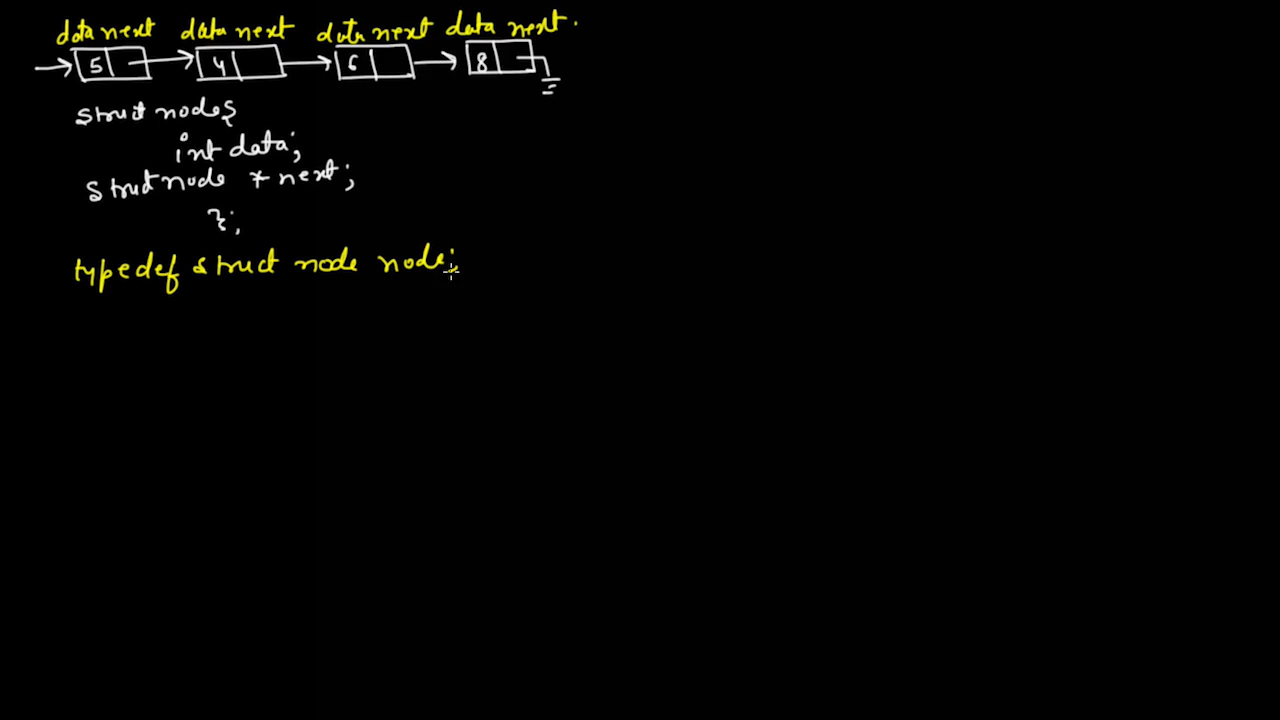 data next data next data next data next.
5 4 6 8
struct node{
int data;
struct node * next;
};
typedef struct node node;